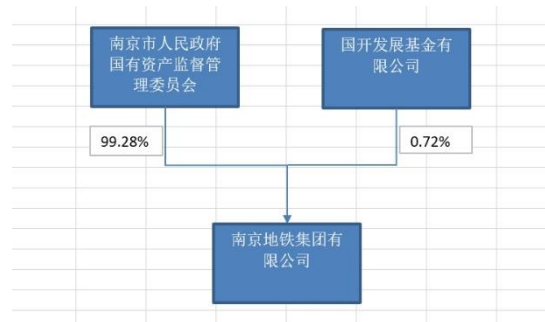 南京市人民政府
国有资产监督管
理委员会
国开发展基金有
限公司
99.28%
0.72%
南京地铁集团有
限公司